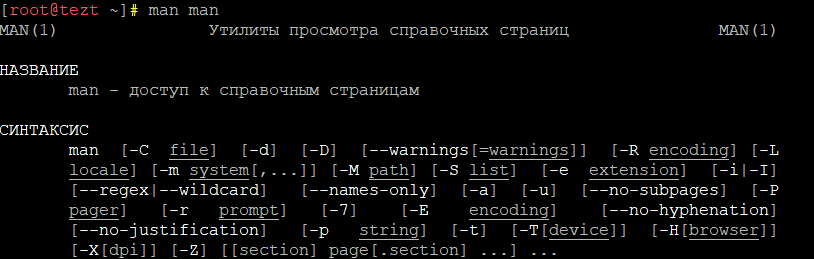 [root@tezt ~]# man man
MAN(1) Утилиты просмотра справочных страниц MAN(1)
НАЗВАНИЕ
man - доступ к справочным страницам
СИНТАКСИС
man [-C file] [-d] [-D] [--warnings[=warnings]] [-R encoding] [-L
locale] [-m system[,...]] [-M path] [-S list] [-e extension] [-i|-I]
[--regex|--wildcard] [--names-only] [-a] [-u] [--no-subpages] [-P
pager] [-r prompt] [-7] [-E encoding] [--no-hyphenation]
[--no-justification] [-p string] [-t] [-T[device]] [-H[browser]]
[-X[dpi]] [-Z] [[section] page[.section] ...] ...